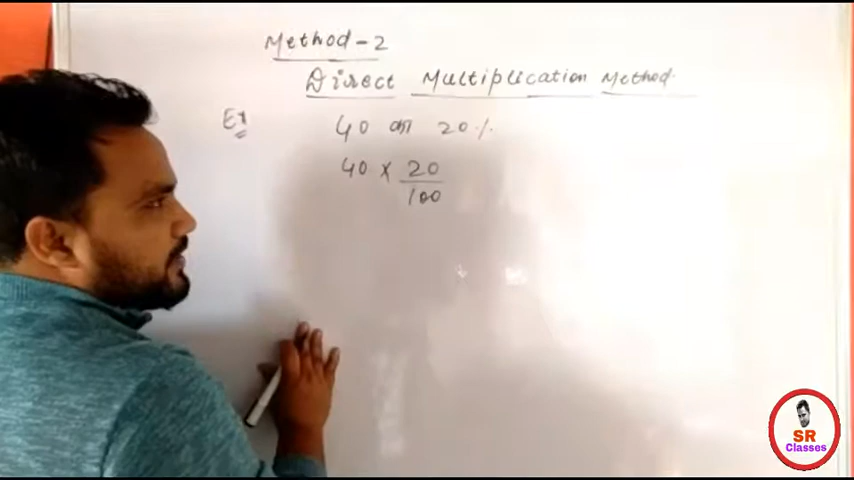 Method-2
Direct Multiplication Method.
Ex 40 का 20%
40 x 20/100
SR
Classes